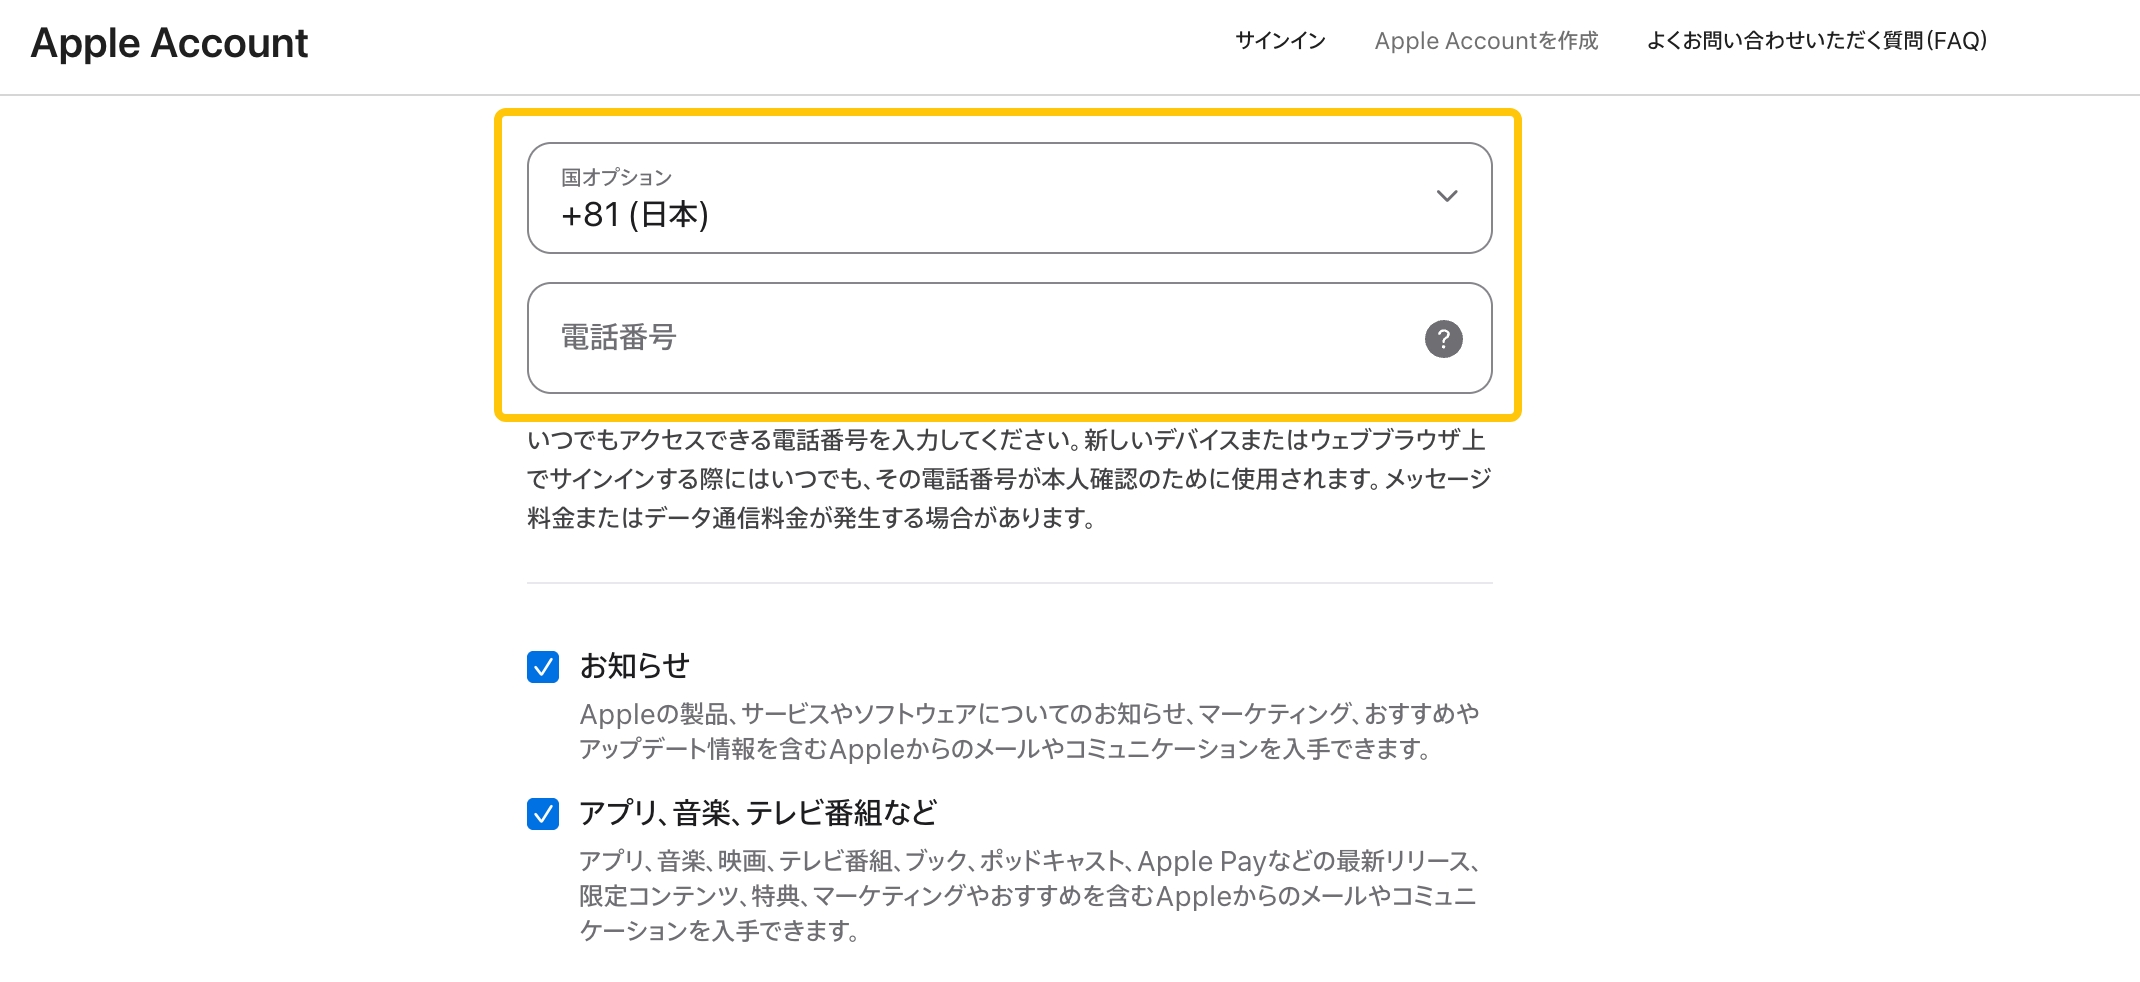 Apple Account
サインイン
Apple Accountを作成
よくお問い合わせいただく質問(FAQ)
国オプション
+81 (日本)
電話番号
?
いつでもアクセスできる電話番号を入力してください。新しいデバイスまたはウェブブラウザ上
でサインインする際にはいつでも、その電話番号が本人確認のために使用されます。メッセージ
料金またはデータ通信料金が発生する場合があります。
お知らせ
Appleの製品、サービスやソフトウェアについてのお知らせ、マーケティング、おすすめや
アップデート情報を含むAppleからのメールやコミュニケーションを入手できます。
アプリ、音楽、テレビ番組など
アプリ、音楽、映画、テレビ番組、ブック、ポッドキャスト、Apple Payなどの最新リリース、
限定コンテンツ、特典、マーケティングやおすすめを含むAppleからのメールやコミュニ
ケーションを入手できます。